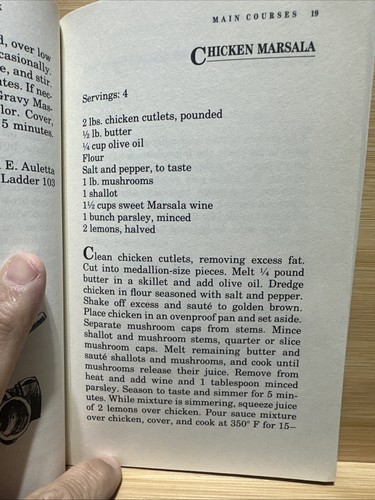 d, over low
casionally.
e, and stir.
utes. If nec-
Gravy Mas-
lor. Cover,
5 minutes.
E. Auletta
Ladder 103
MAIN COURSES 19
CHICKEN MARSALA
Servings: 4
2 lbs. chicken cutlets, pounded
½ lb. butter
¼ cup olive oil
Flour
Salt and pepper, to taste
1 lb. mushrooms
1 shallot
1½ cups sweet Marsala wine
1 bunch parsley, minced
2 lemons, halved
Clean chicken cutlets, removing excess fat.
Cut into medallion-size pieces. Melt ¼ pound
butter in a skillet and add olive oil. Dredge
chicken in flour seasoned with salt and pepper.
Shake off excess and sauté to golden brown.
Place chicken in an ovenproof pan and set aside.
Separate mushroom caps from stems. Mince
shallot and mushroom stems, quarter or slice
mushroom caps. Melt remaining butter and
sauté shallots and mushrooms, and cook until
mushrooms release their juice. Remove from
heat and add wine and 1 tablespoon minced
parsley. Season to taste and simmer for 5 min-
utes. While mixture is simmering, squeeze juice
of 2 lemons over chicken. Pour sauce mixture
over chicken, cover, and cook at 350° F for 15–